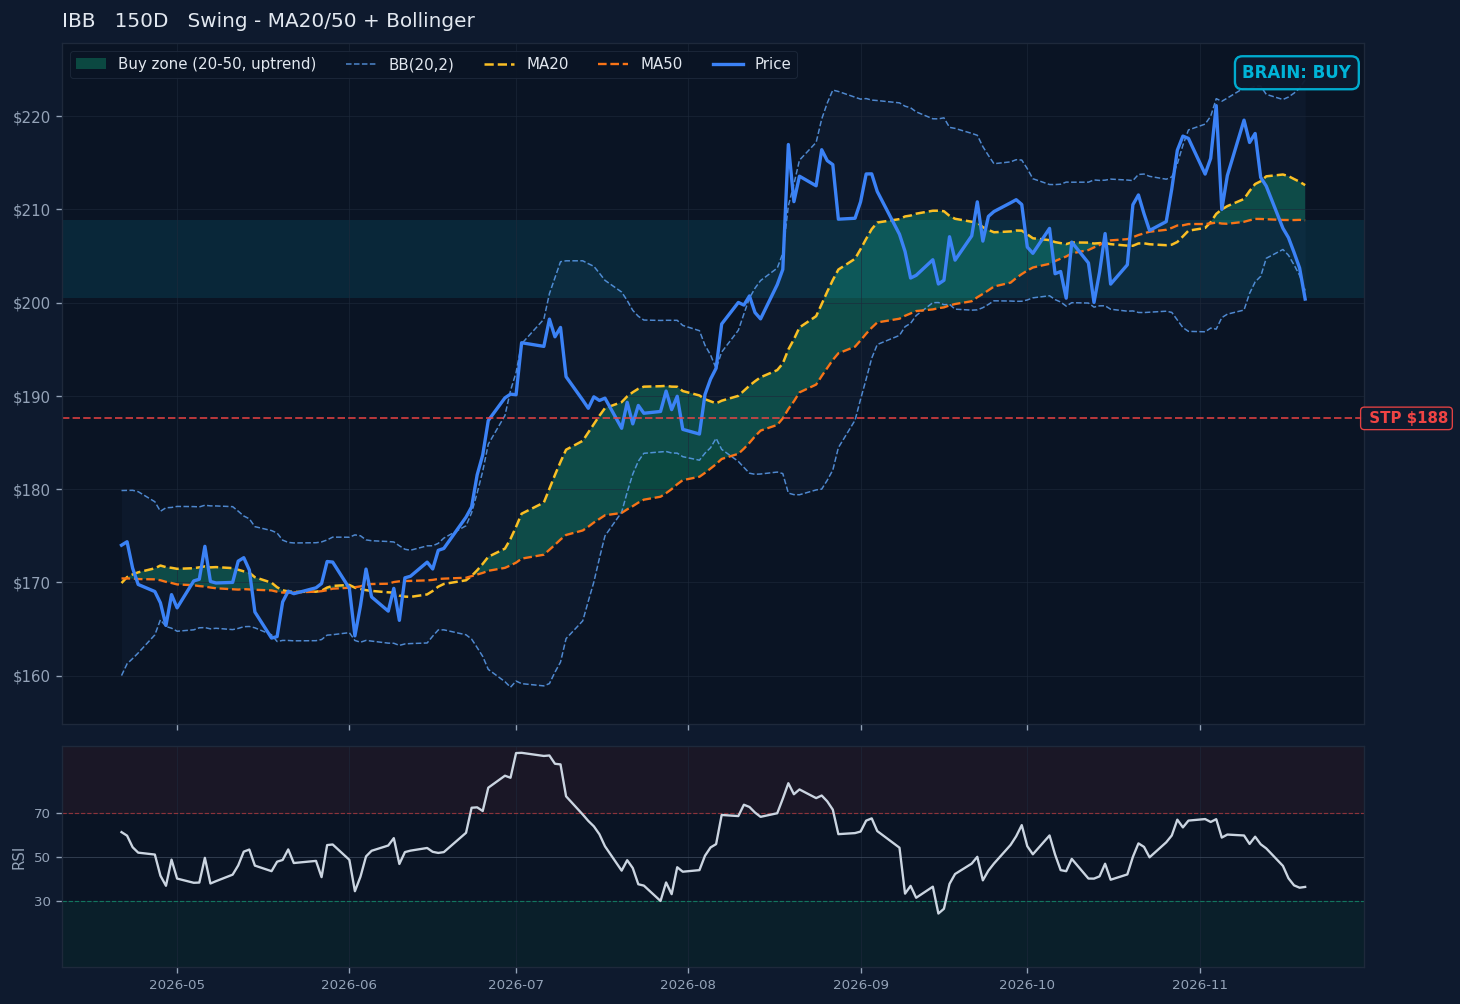 IBB 150D Swing - MA20/50 + Bollinger
Buy zone (20-50, uptrend) BB(20,2) MA20 MA50 Price
BRAIN: BUY
$220
$210
$200
$190
STP $188
$180
$170
$160
70
50
30
RSI
2026-05 2026-06 2026-07 2026-08 2026-09 2026-10 2026-11